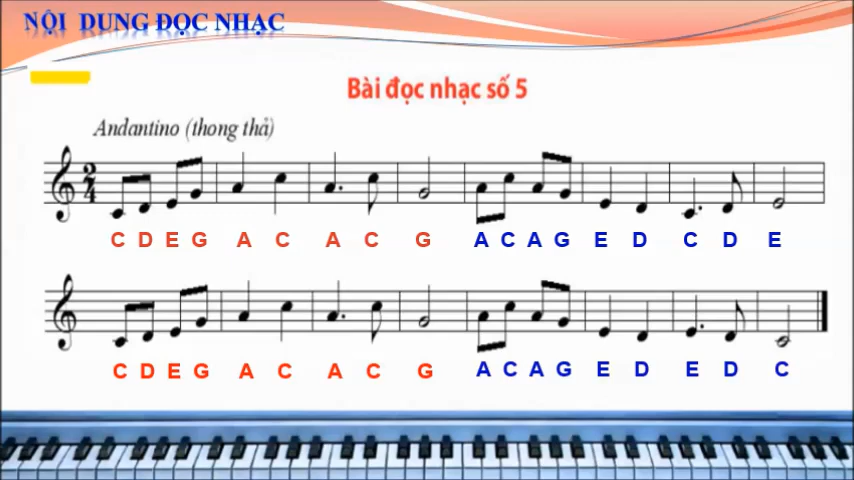 NỘI DUNG ĐỌC NHẠC
Bài đọc nhạc số 5
Andantino (thong thả)
2
4
C D E G A C A C G A C A G E D C D E
C D E G A C A C G A C A G E D E D C